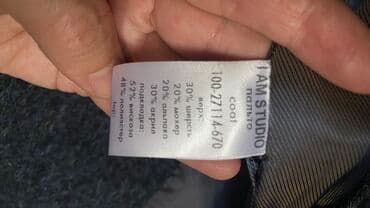 I AM STUDIO
пальто
coat
100-27114-670
верх:
30% шерсть
20% мохер
20% альпака
30% акрил
подкладка:
52% вискоза
48% полиэстер